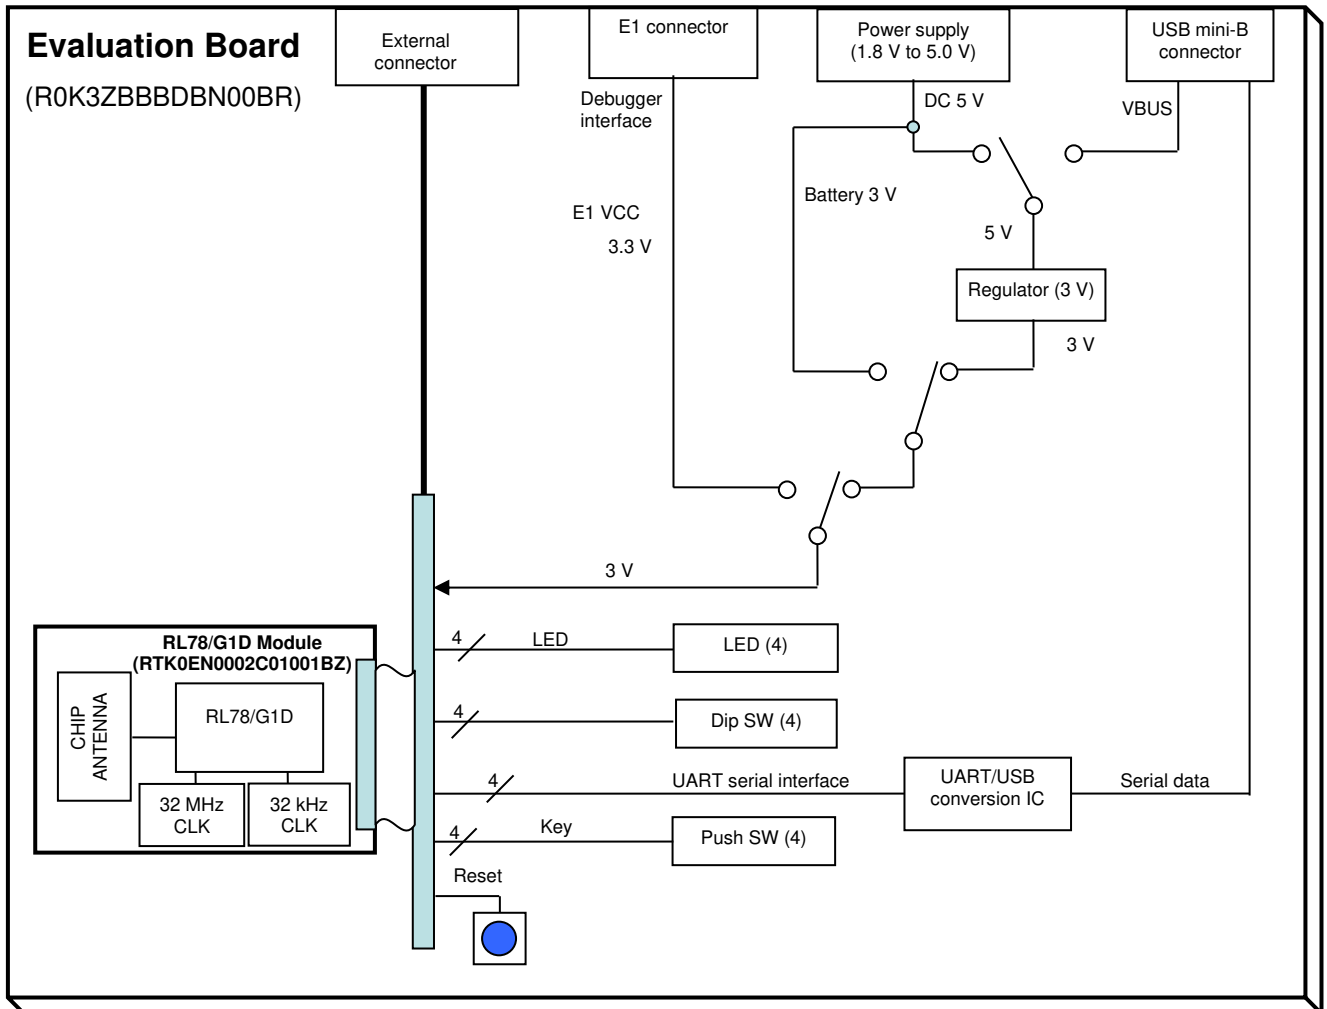 Evaluation Board
(R0K3ZBBBDBN00BR)
External
connector
E1 connector
Power supply
(1.8 V to 5.0 V)
USB mini-B
connector
Debugger
interface
DC 5 V
VBUS
Battery 3 V
E1 VCC
3.3 V
5 V
Regulator (3 V)
3 V
3 V
RL78/G1D Module
(RTK0EN0002C01001BZ)
CHIP
ANTENNA
RL78/G1D
32 MHz
CLK
32 kHz
CLK
4
LED
LED (4)
4
Dip SW (4)
4
UART serial interface
UART/USB
conversion IC
Serial data
4
Key
Push SW (4)
Reset